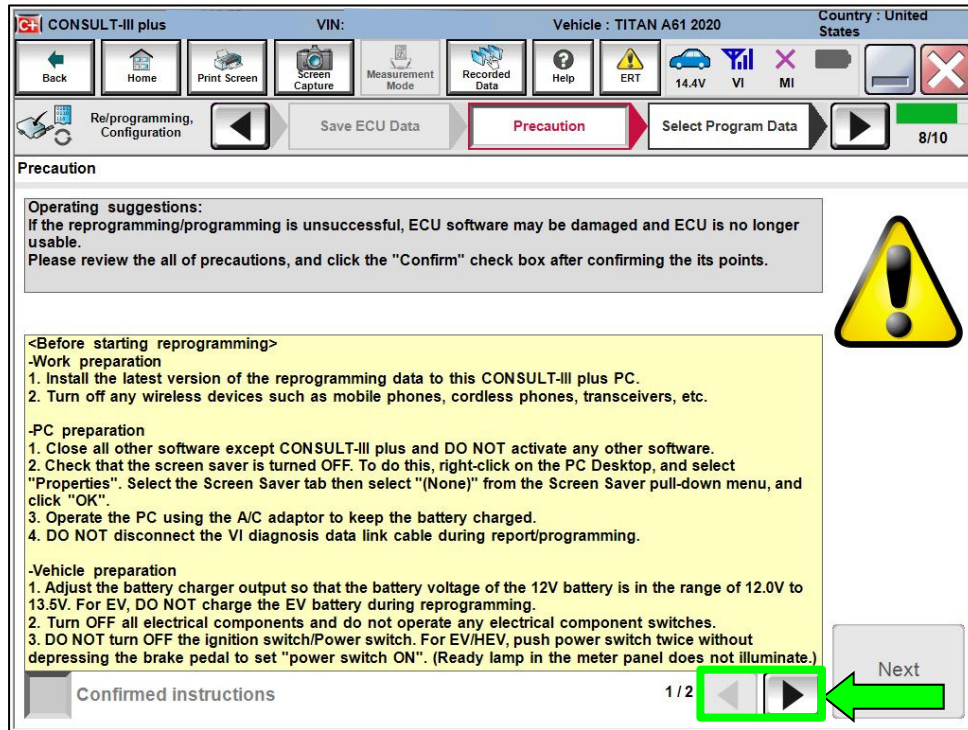 C+ CONSULT-III plus VIN: Vehicle : TITAN A61 2020 Country : United
States
Back Home Print Screen Screen
Capture Measurement
Mode Recorded
Data Help ERT 14.4V VI MI
Re/programming,
Configuration Save ECU Data Precaution Select Program Data 8/10
Precaution
Operating suggestions:
If the reprogramming/programming is unsuccessful, ECU software may be damaged and ECU is no longer
usable.
Please review the all of precautions, and click the "Confirm" check box after confirming the its points.
<Before starting reprogramming>
-Work preparation
1. Install the latest version of the reprogramming data to this CONSULT-III plus PC.
2. Turn off any wireless devices such as mobile phones, cordless phones, transceivers, etc.
-PC preparation
1. Close all other software except CONSULT-III plus and DO NOT activate any other software.
2. Check that the screen saver is turned OFF. To do this, right-click on the PC Desktop, and select
"Properties". Select the Screen Saver tab then select "(None)" from the Screen Saver pull-down menu, and
click "OK".
3. Operate the PC using the A/C adaptor to keep the battery charged.
4. DO NOT disconnect the VI diagnosis data link cable during report/programming.
-Vehicle preparation
1. Adjust the battery charger output so that the battery voltage of the 12V battery is in the range of 12.0V to
13.5V. For EV, DO NOT charge the EV battery during reprogramming.
2. Turn OFF all electrical components and do not operate any electrical component switches.
3. DO NOT turn OFF the ignition switch/Power switch. For EV/HEV, push power switch twice without
depressing the brake pedal to set "power switch ON". (Ready lamp in the meter panel does not illuminate.)
Confirmed instructions 1 / 2 Next